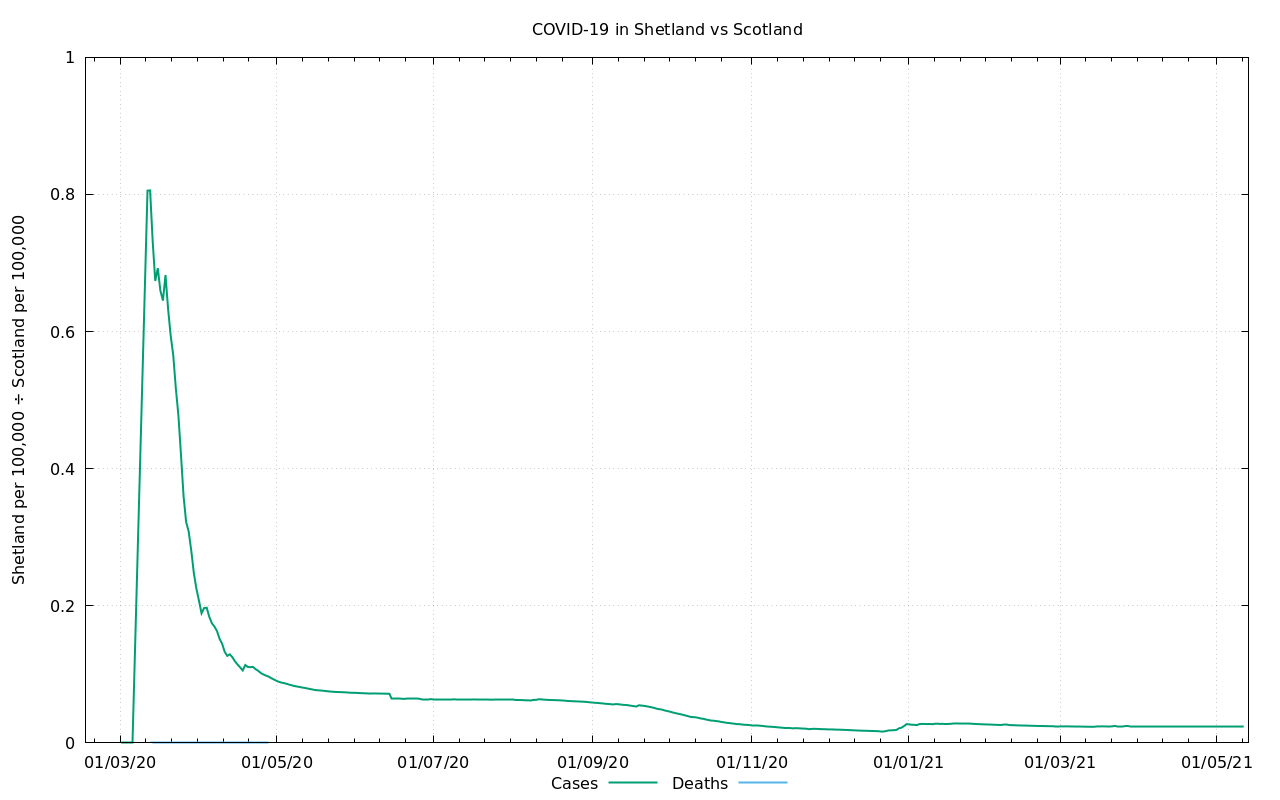 COVID-19 in Shetland vs Scotland
Shetland per 100,000 ÷ Scotland per 100,000
1
0.8
0.6
0.4
0.2
0
01/03/20 01/05/20 01/07/20 01/09/20 01/11/20 01/01/21 01/03/21 01/05/21
Cases Deaths